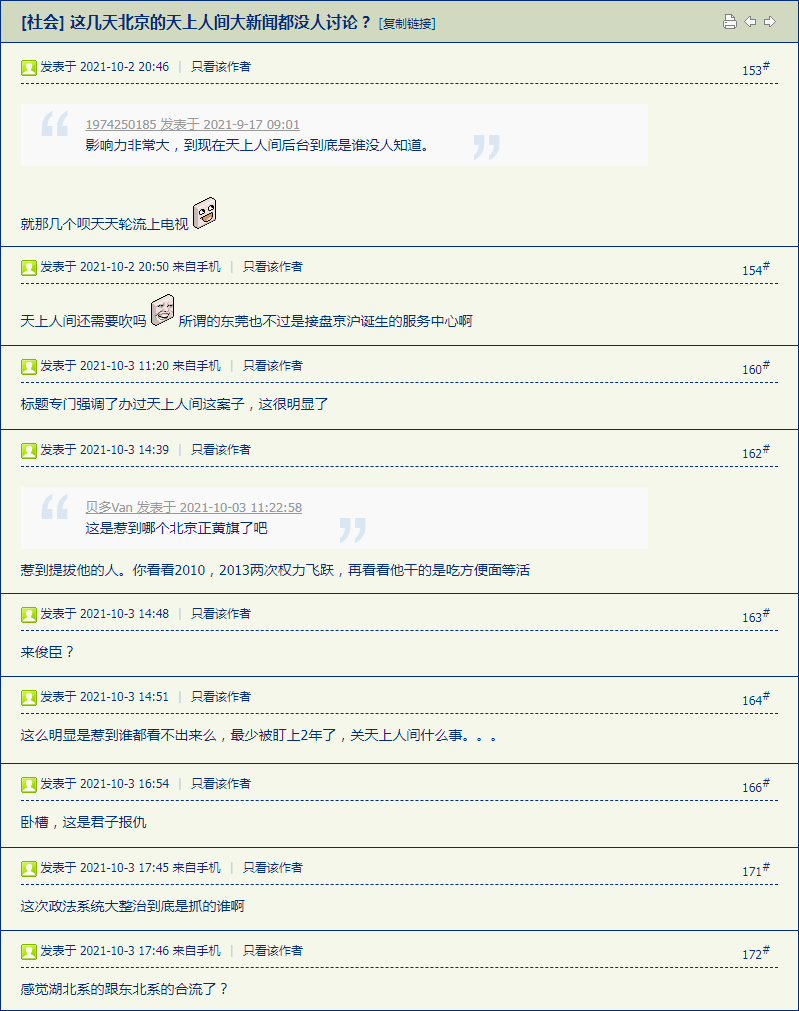 [社会] 这几天北京的天上人间大新闻都没人讨论？ [复制链接]
发表于 2021-10-2 20:46 | 只看该作者 153#
1974250185 发表于 2021-9-17 09:01
影响力非常大，到现在天上人间后台到底是谁没人知道。
就那几个呗天天轮流上电视
发表于 2021-10-2 20:50 来自手机 | 只看该作者 154#
天上人间还需要吹吗 所谓的东莞也不过是接盘京沪诞生的服务中心啊
发表于 2021-10-3 11:20 来自手机 | 只看该作者 160#
标题专门强调了办过天上人间这案子，这很明显了
发表于 2021-10-3 14:39 | 只看该作者 162#
贝多Van 发表于 2021-10-03 11:22:58
这是惹到哪个北京正黄旗了吧
惹到提拔他的人。你看看2010，2013两次权力飞跃，再看看他干的是吃方便面等活
发表于 2021-10-3 14:48 | 只看该作者 163#
来俊臣？
发表于 2021-10-3 14:51 | 只看该作者 164#
这么明显是惹到谁都看不出来么，最少被盯上2年了，关天上人间什么事。。。
发表于 2021-10-3 16:54 | 只看该作者 166#
卧槽，这是君子报仇
发表于 2021-10-3 17:45 来自手机 | 只看该作者 171#
这次政法系统大整治到底是抓的谁啊
发表于 2021-10-3 17:46 来自手机 | 只看该作者 172#
感觉湖北系的跟东北系的合流了？